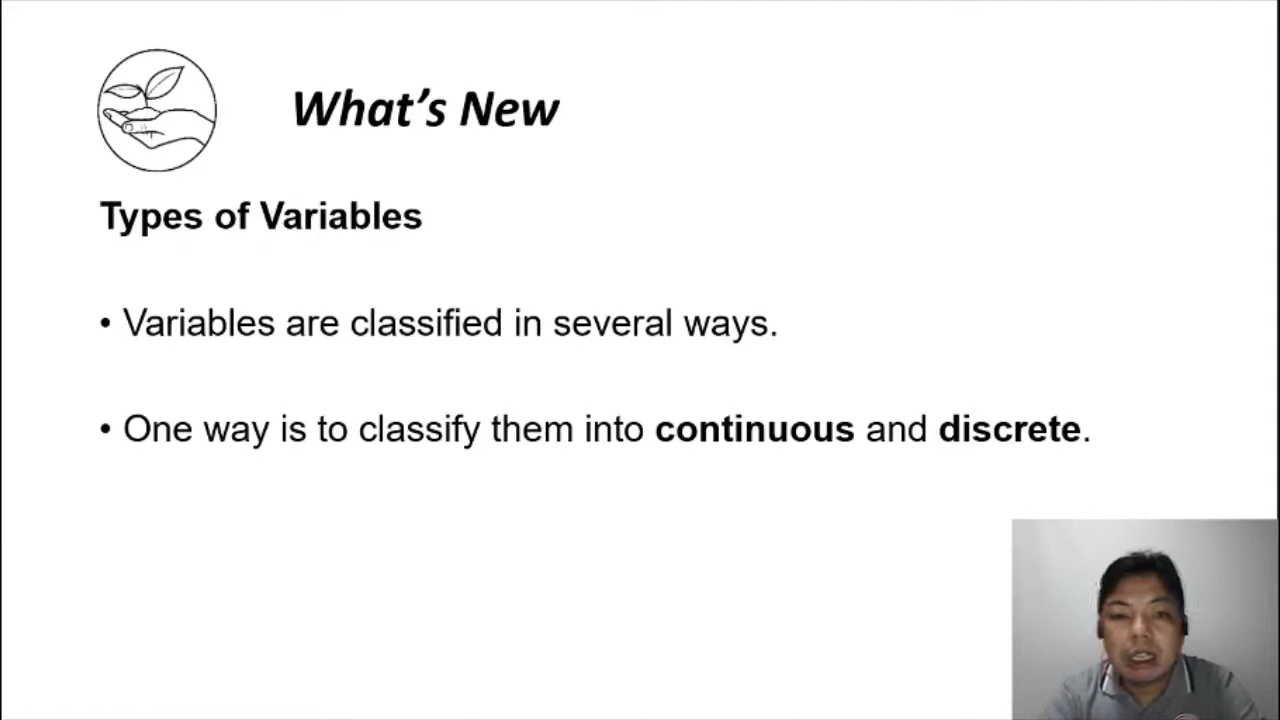 What's New
Types of Variables
• Variables are classified in several ways.
• One way is to classify them into continuous and discrete.